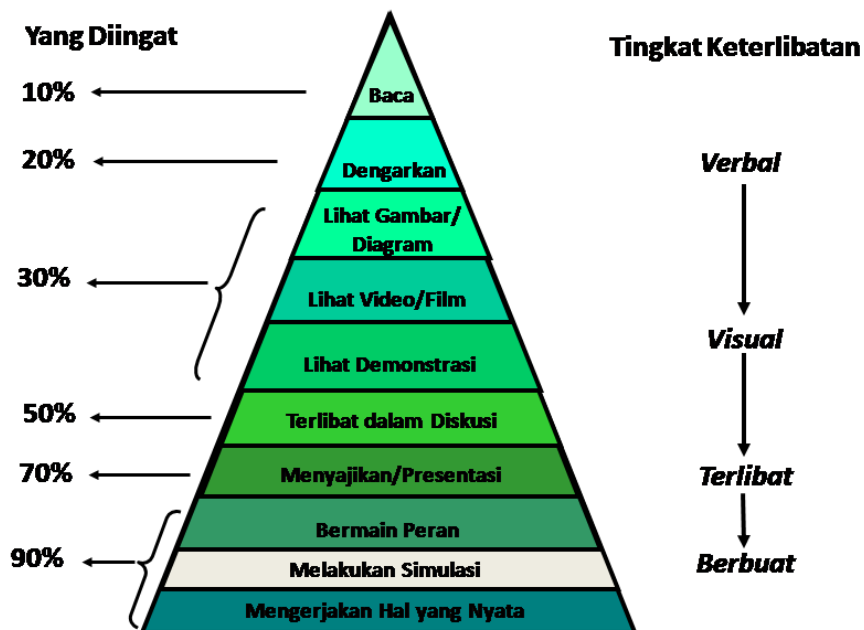 Yang Diingat
Tingkat Keterlibatan
10%
Baca
20%
Dengarkan
Verbal
Lihat Gambar/
Diagram
30%
Lihat Video/Film
Visual
Lihat Demonstrasi
50%
Terlibat dalam Diskusi
70%
Menyajikan/Presentasi
Terlibat
Bermain Peran
90%
Melakukan Simulasi
Berbuat
Mengerjakan Hal yang Nyata